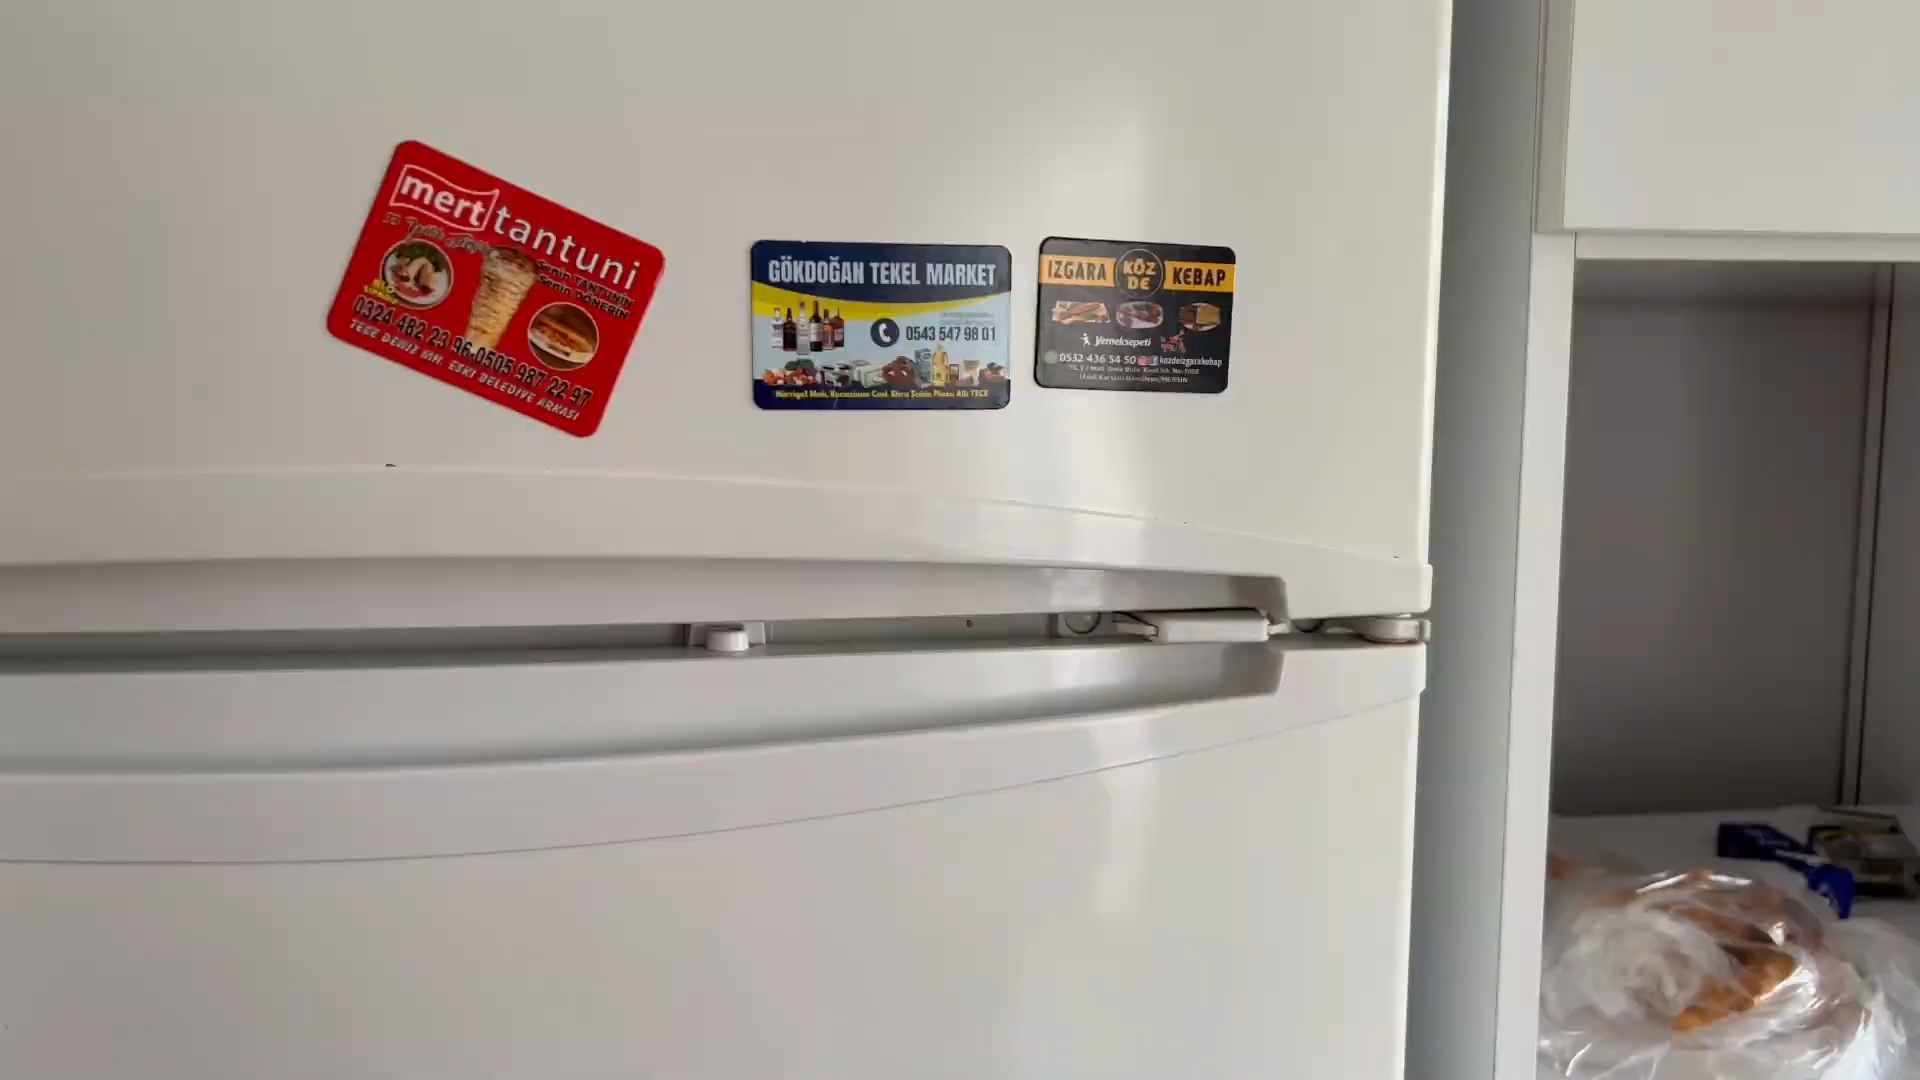 mert tantuni
Senin TANTUNİN
Senin DÖNERİN
0324 482 23 96-0505 987 22 97
TECE DENİZ MH. ESKİ BELEDİYE ARKASI
GÖKDOĞAN TEKEL MARKET
0543 547 98 01
IZGARA KÖZ DE KEBAP
Yemeksepeti
0532 436 54 50 kozdeizgarakebap